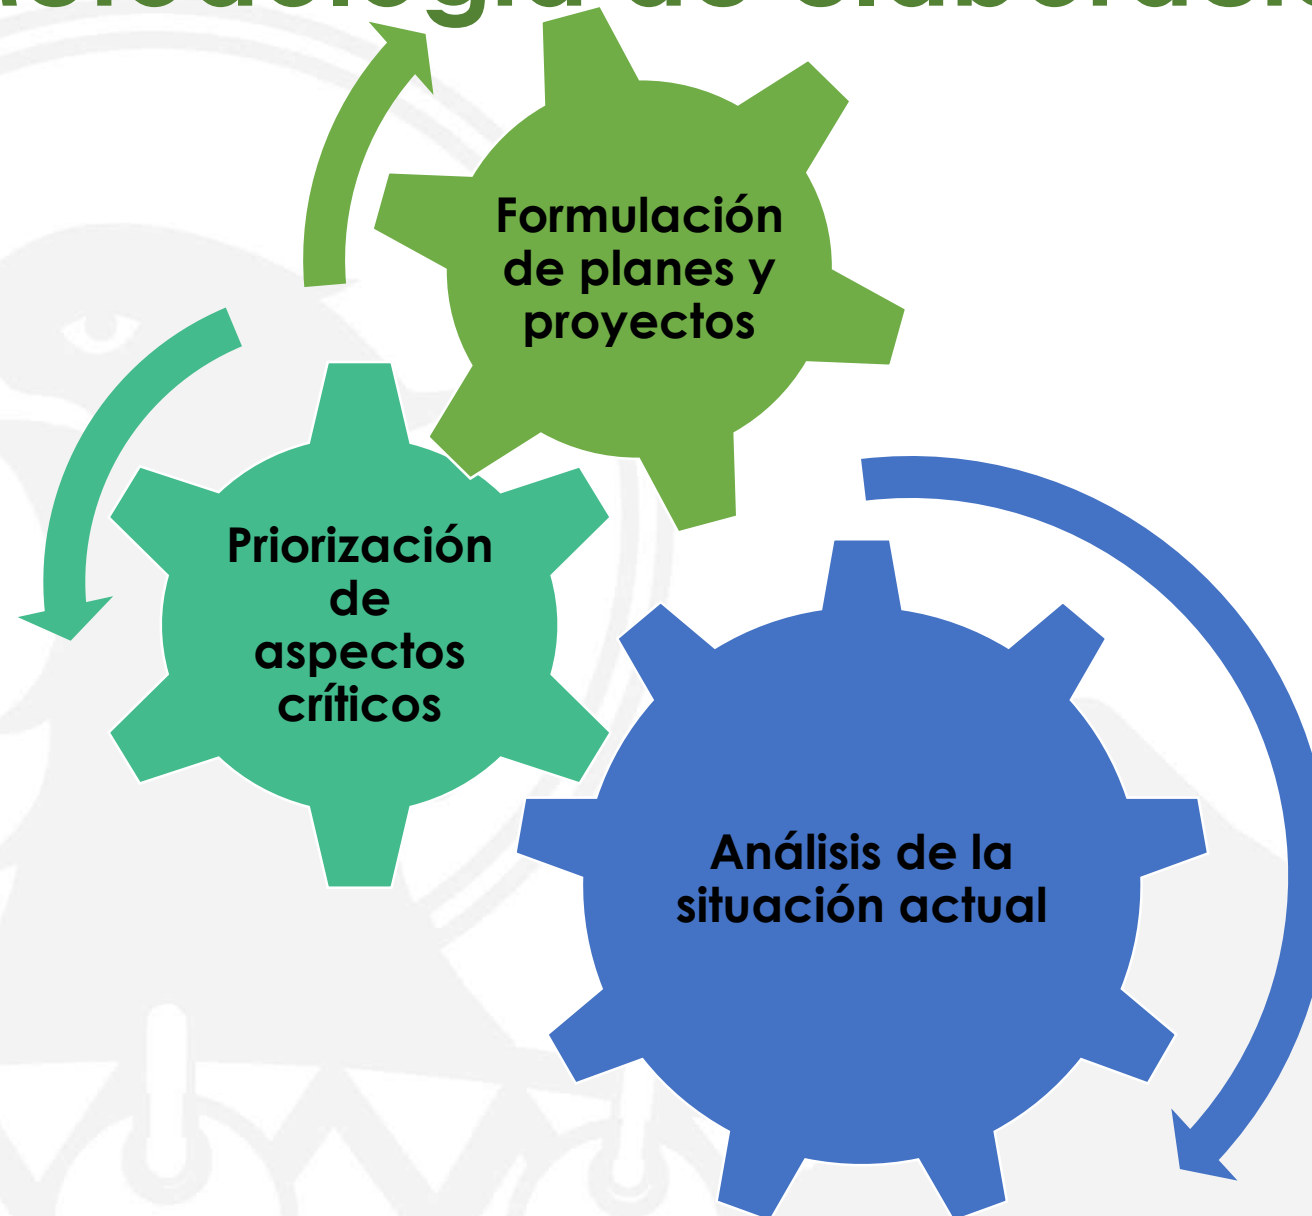 Formulación
de planes y
proyectos
Priorización
de
aspectos
críticos
Análisis de la
situación actual